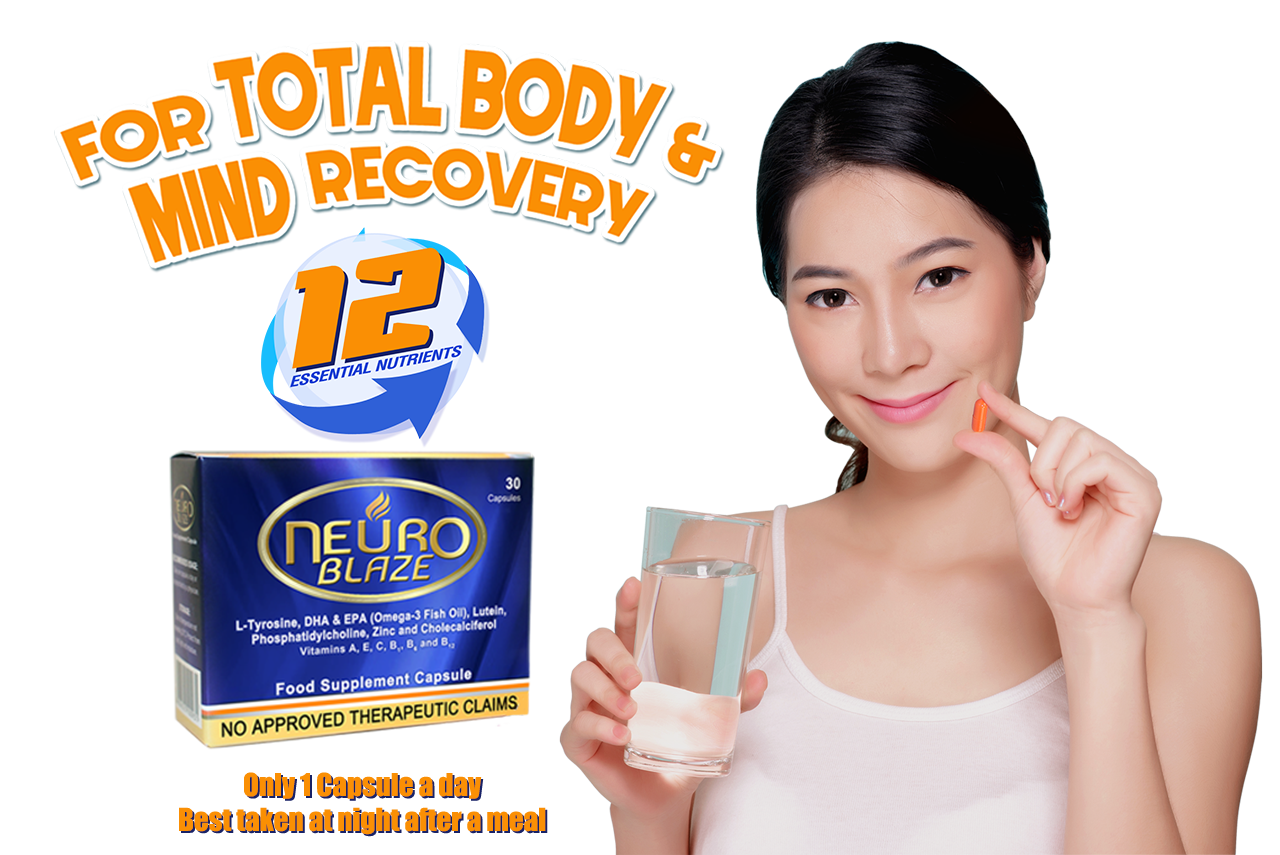 FOR TOTAL BODY &
MIND RECOVERY
12
ESSENTIAL NUTRIENTS
30
Capsules
NEURO
BLAZE
L-Tyrosine, DHA & EPA (Omega-3 Fish Oil), Lutein,
Phosphatidylcholine, Zinc and Cholecalciferol
Vitamins A, E, C, B₁, B₆ and B₁₂
Food Supplement Capsule
NO APPROVED THERAPEUTIC CLAIMS
Only 1 Capsule a day
Best taken at night after a meal